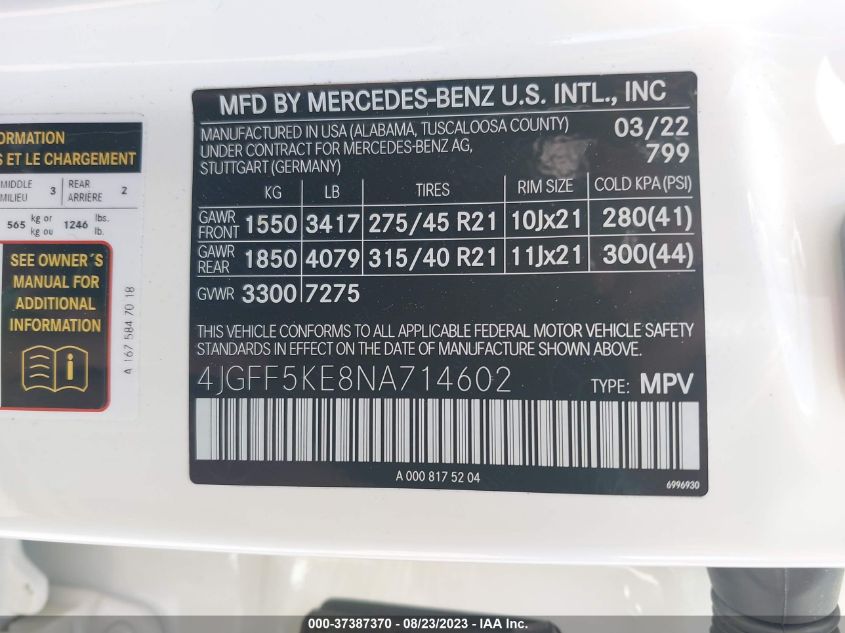 ORMATION
S ET LE CHARGEMENT
MIDDLE 3 REAR 2
MILIEU ARRIÈRE
565 kg or 1246 lbs.
kg ou lb.
SEE OWNER´S
MANUAL FOR
ADDITIONAL
INFORMATION
A 167 584 70 18
MFD BY MERCEDES-BENZ U.S. INTL., INC
MANUFACTURED IN USA (ALABAMA, TUSCALOOSA COUNTY) 03/22
UNDER CONTRACT FOR MERCEDES-BENZ AG, 799
STUTTGART (GERMANY)
KG LB TIRES RIM SIZE COLD KPA(PSI)
GAWR FRONT 1550 3417 275/45 R21 10Jx21 280(41)
GAWR REAR 1850 4079 315/40 R21 11Jx21 300(44)
GVWR 3300 7275
THIS VEHICLE CONFORMS TO ALL APPLICABLE FEDERAL MOTOR VEHICLE SAFETY
STANDARDS IN EFFECT ON THE DATE OF MANUFACTURE SHOWN ABOVE.
4JGFF5KE8NA714602 TYPE: MPV
A 000 817 52 04
6996930
000-37387370 - 08/23/2023 - IAA Inc.